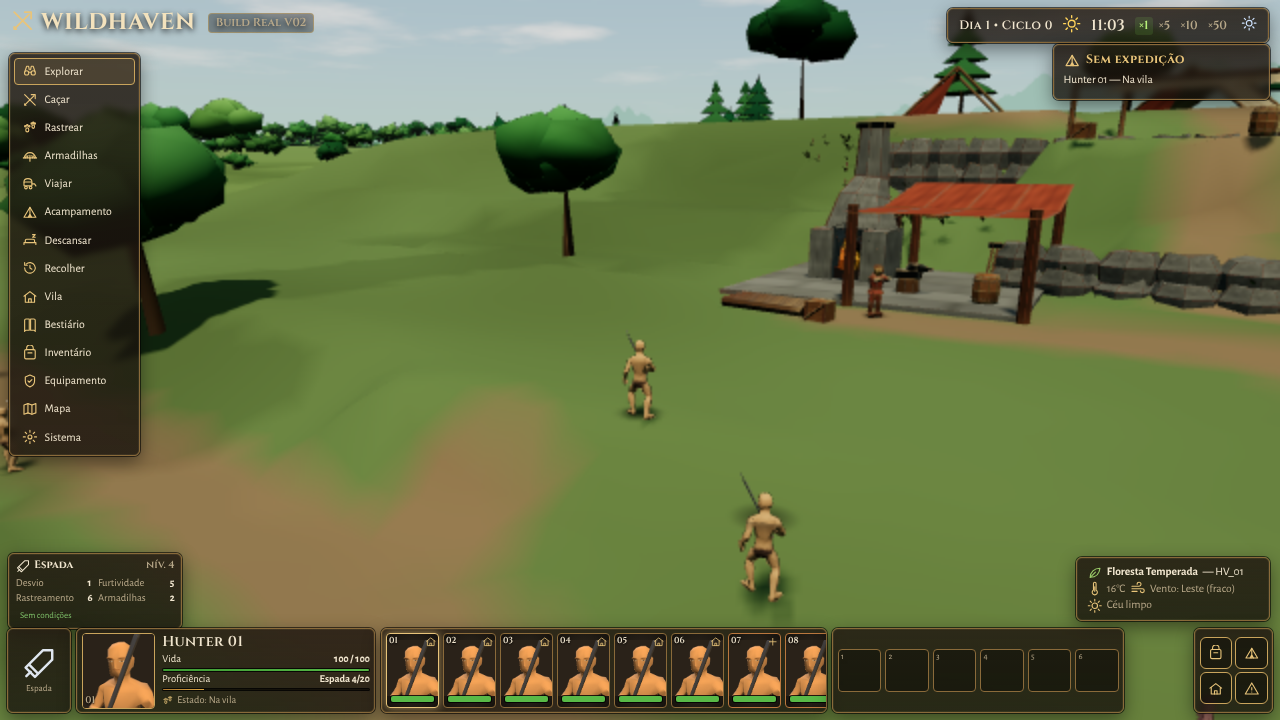 WILDHAVEN
BUILD REAL V02
DIA 1 • CICLO 0
11:03
×1 ×5 ×10 ×50
SEM EXPEDIÇÃO
Hunter 01 — Na vila
Explorar
Caçar
Rastrear
Armadilhas
Viajar
Acampamento
Descansar
Recolher
Vila
Bestiário
Inventário
Equipamento
Mapa
Sistema
ESPADA NÍV. 4
Desvio 1 Furtividade 5
Rastreamento 6 Armadilhas 2
Sem condições
Floresta Temperada — HV_01
16°C Vento: Leste (fraco)
Céu limpo
Espada
01
HUNTER 01
Vida 100/100
Proficiência Espada 4/20
Estado: Na vila
01 02 03 04 05 06 07 08
1 2 3 4 5 6